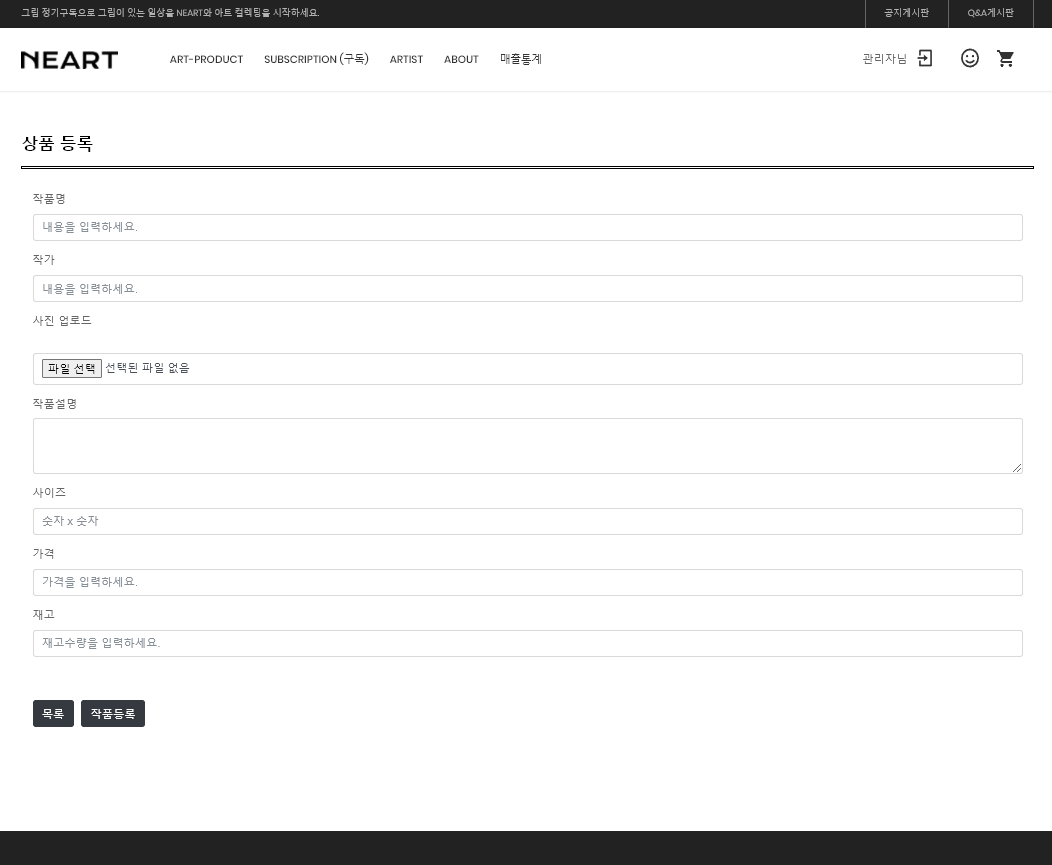 그림 정기구독으로 그림이 있는 일상을 NEART와 아트 컬렉팅을 시작하세요.
공지게시판
Q&A게시판
NEART
ART-PRODUCT
SUBSCRIPTION (구독)
ARTIST
ABOUT
매출통계
관리자님
상품 등록
작품명
내용을 입력하세요.
작가
내용을 입력하세요.
사진 업로드
파일 선택 선택된 파일 없음
작품설명
사이즈
숫자 x 숫자
가격
가격을 입력하세요.
재고
재고수량을 입력하세요.
목록
작품등록